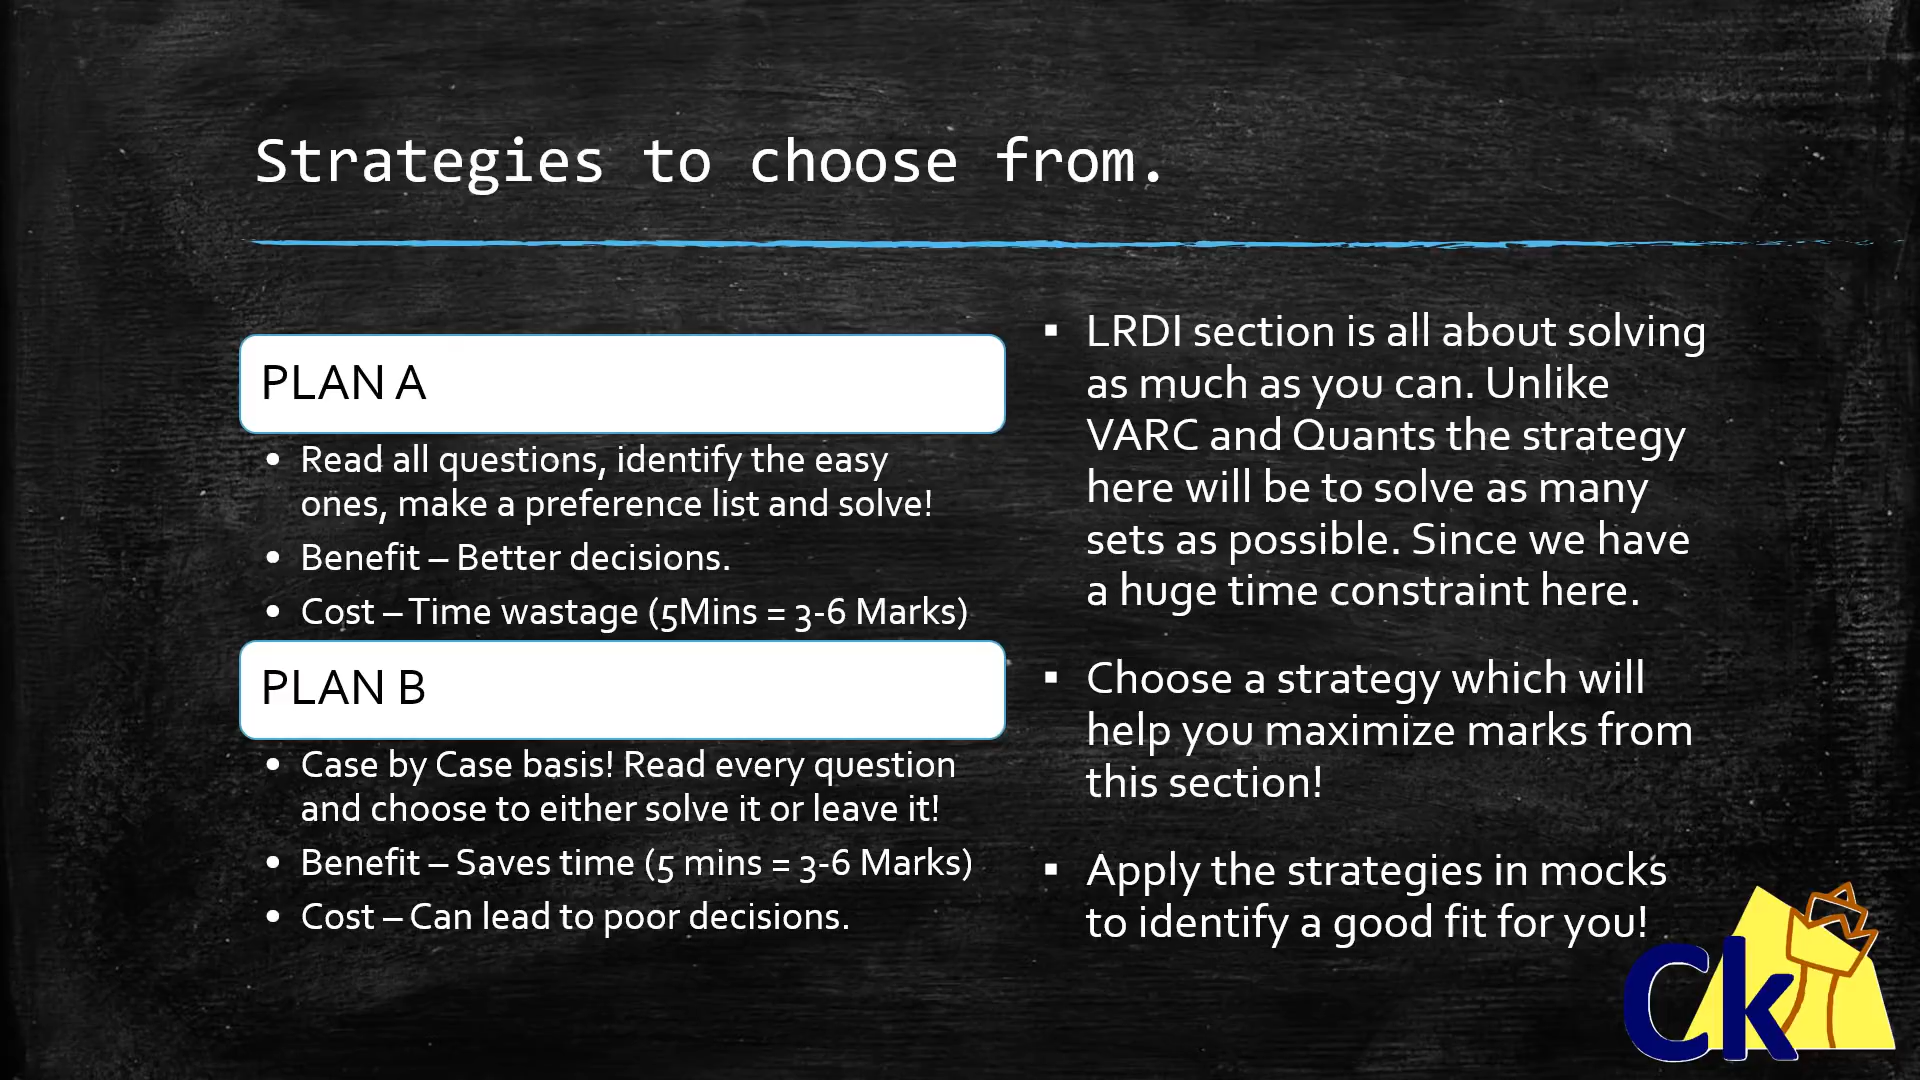 Strategies to choose from.
PLAN A
• Read all questions, identify the easy
ones, make a preference list and solve!
• Benefit – Better decisions.
• Cost – Time wastage (5Mins = 3-6 Marks)
PLAN B
• Case by Case basis! Read every question
and choose to either solve it or leave it!
• Benefit – Saves time (5 mins = 3-6 Marks)
• Cost – Can lead to poor decisions.
▪ LRDI section is all about solving
as much as you can. Unlike
VARC and Quants the strategy
here will be to solve as many
sets as possible. Since we have
a huge time constraint here.
▪ Choose a strategy which will
help you maximize marks from
this section!
▪ Apply the strategies in mocks
to identify a good fit for you!
Ck